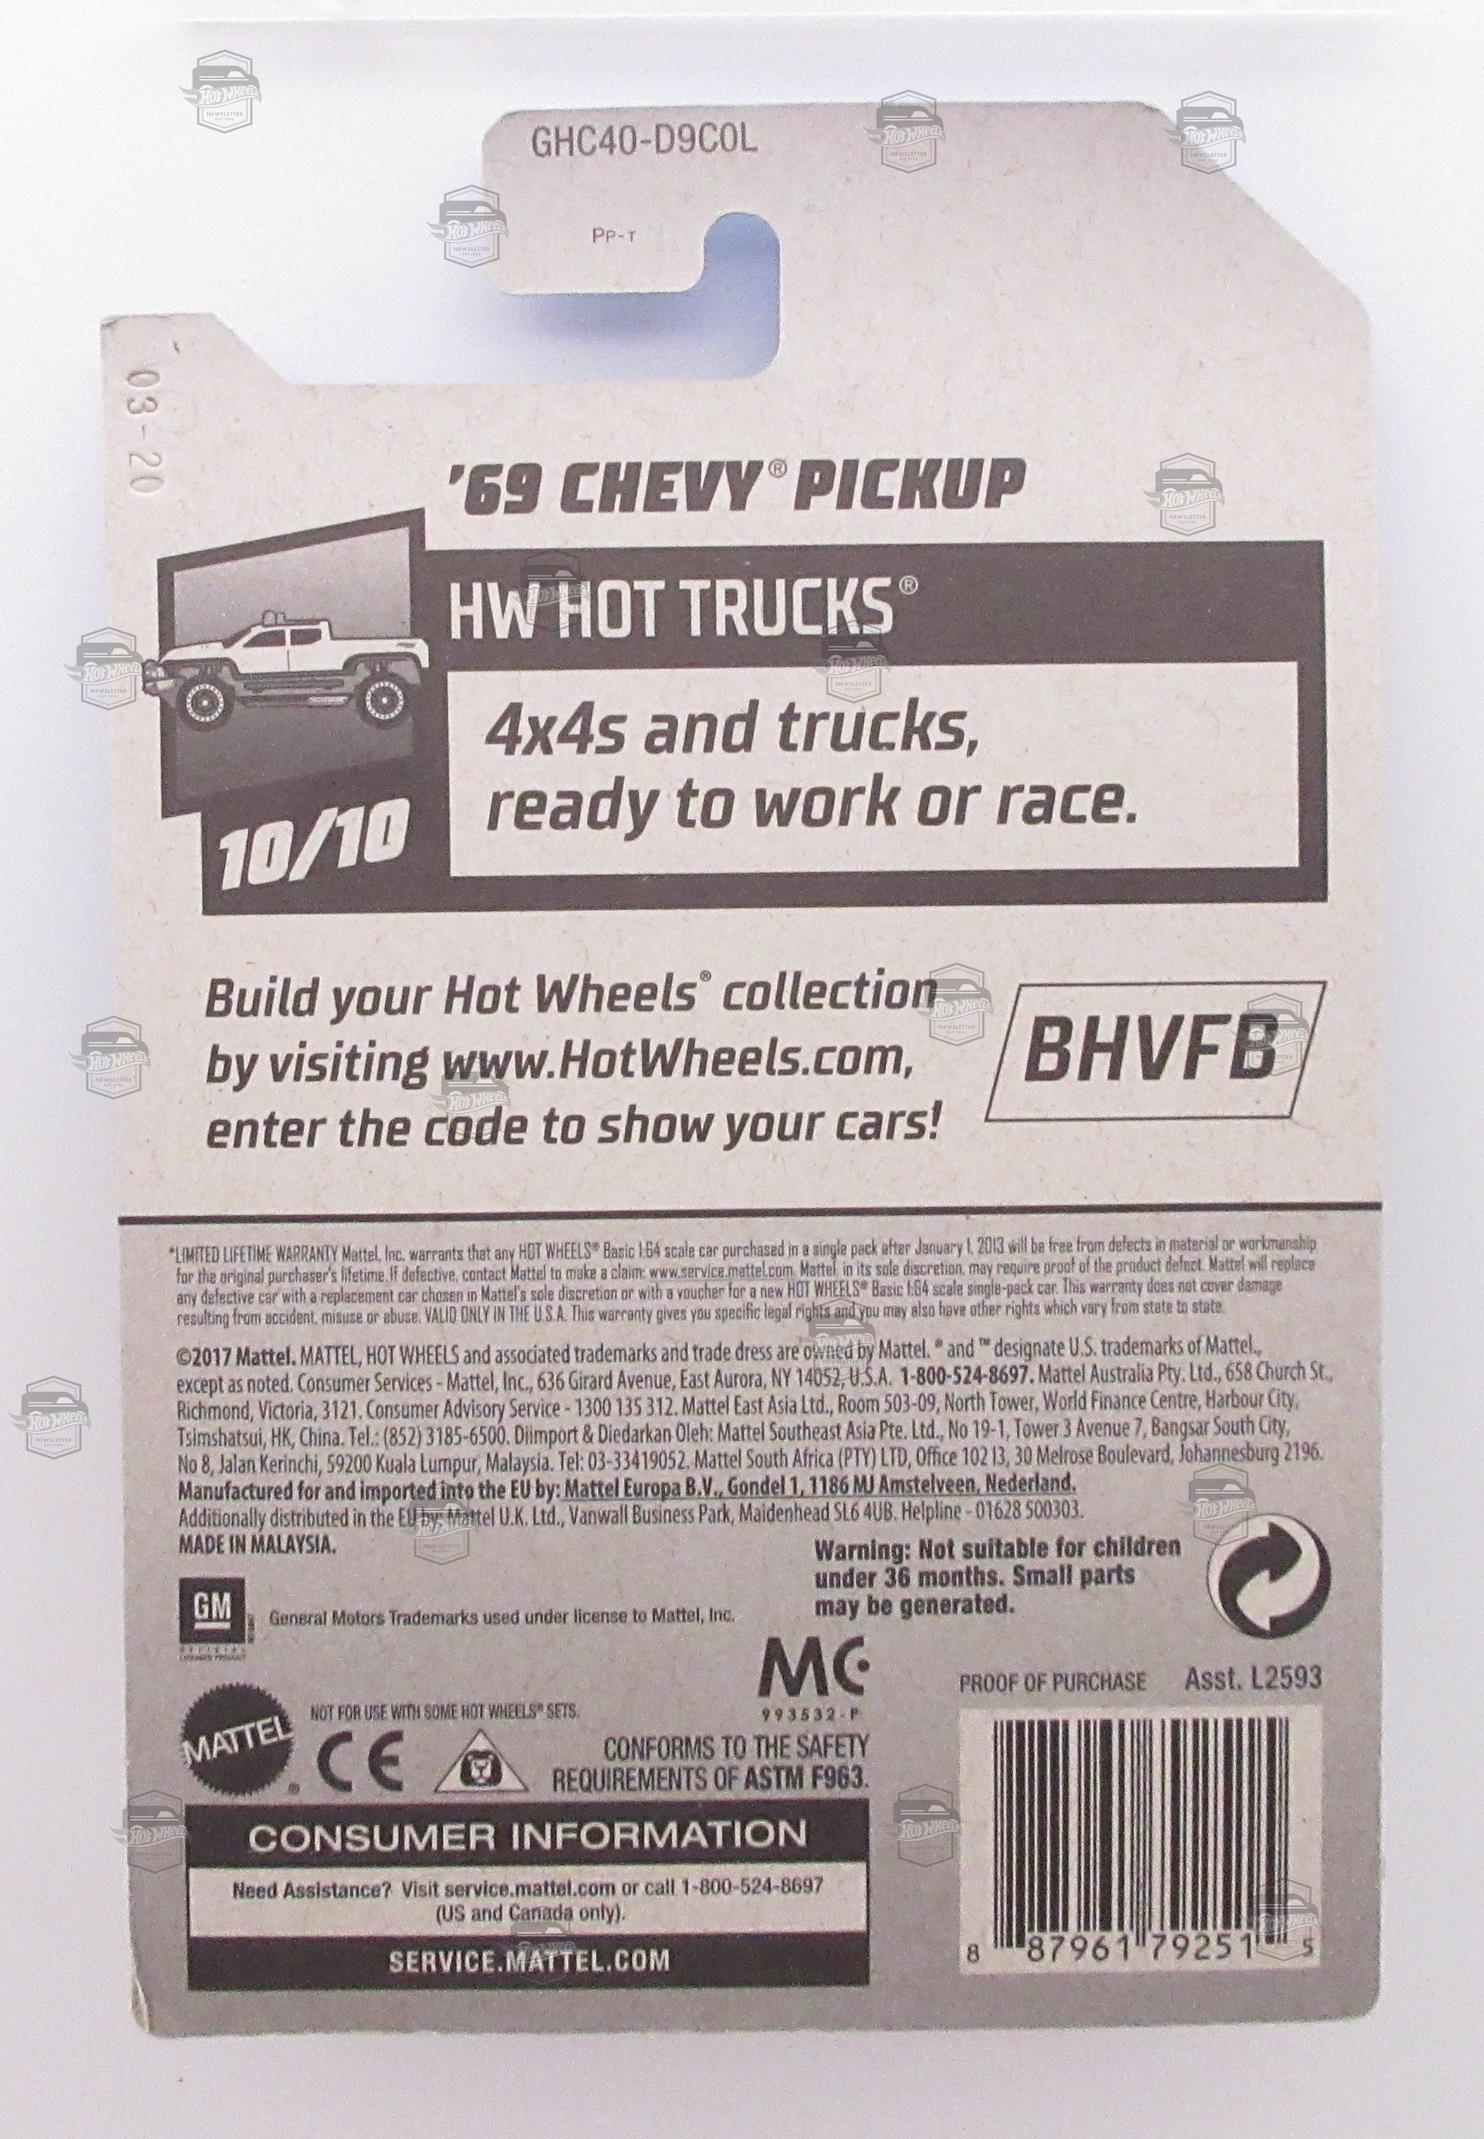 GHC40-D9C0L
PP-T
03-20
'69 CHEVY® PICKUP
HW HOT TRUCKS®
4x4s and trucks,
ready to work or race.
10/10
Build your Hot Wheels® collection
by visiting www.HotWheels.com,
enter the code to show your cars!
BHVFB
*LIMITED LIFETIME WARRANTY Mattel, Inc. warrants that any HOT WHEELS® Basic 1:64 scale car purchased in a single pack after January 1, 2013 will be free from defects in material or workmanship
for the original purchaser's lifetime. If defective, contact Mattel to make a claim: www.service.mattel.com. Mattel, in its sole discretion, may require proof of the product defect. Mattel will replace
any defective car with a replacement car chosen in Mattel's sole discretion or with a voucher for a new HOT WHEELS® Basic 1:64 scale single-pack car. This warranty does not cover damage
resulting from accident, misuse or abuse. VALID ONLY IN THE U.S.A. This warranty gives you specific legal rights and you may also have other rights which vary from state to state.
©2017 Mattel. MATTEL, HOT WHEELS and associated trademarks and trade dress are owned by Mattel. ® and ™ designate U.S. trademarks of Mattel.,
except as noted. Consumer Services - Mattel, Inc., 636 Girard Avenue, East Aurora, NY 14052, U.S.A. 1-800-524-8697. Mattel Australia Pty. Ltd., 658 Church St.,
Richmond, Victoria, 3121. Consumer Advisory Service - 1300 135 312. Mattel East Asia Ltd., Room 503-09, North Tower, World Finance Centre, Harbour City,
Tsimshatsui, HK, China. Tel.: (852) 3185-6500. Diimport & Diedarkan Oleh: Mattel Southeast Asia Pte. Ltd., No 19-1, Tower 3 Avenue 7, Bangsar South City,
No 8, Jalan Kerinchi, 59200 Kuala Lumpur, Malaysia. Tel: 03-33419052. Mattel South Africa (PTY) LTD, Office 102 I3, 30 Melrose Boulevard, Johannesburg 2196.
Manufactured for and imported into the EU by: Mattel Europa B.V., Gondel 1, 1186 MJ Amstelveen, Nederland.
Additionally distributed in the EU by: Mattel U.K. Ltd., Vanwall Business Park, Maidenhead SL6 4UB. Helpline - 01628 500303.
MADE IN MALAYSIA.
Warning: Not suitable for children
under 36 months. Small parts
may be generated.
GM
OFFICIAL
LICENSED PRODUCT
General Motors Trademarks used under license to Mattel, Inc.
MC
993532-P
PROOF OF PURCHASE Asst. L2593
MATTEL®
NOT FOR USE WITH SOME HOT WHEELS® SETS.
CE
CONFORMS TO THE SAFETY
REQUIREMENTS OF ASTM F963.
CONSUMER INFORMATION
Need Assistance? Visit service.mattel.com or call 1-800-524-8697
(US and Canada only).
SERVICE.MATTEL.COM
8 87961 79251 5
Hot Wheels
NEWSLETTER